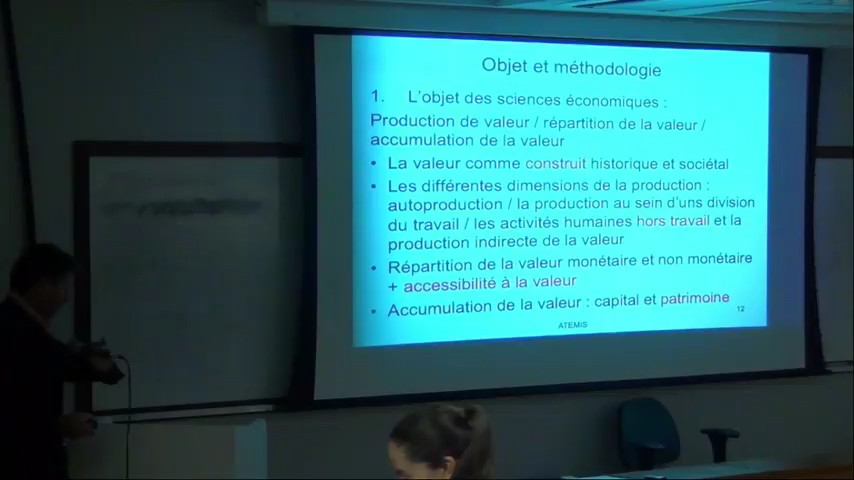 Objet et méthodologie
1. L'objet des sciences économiques :
Production de valeur / répartition de la valeur /
accumulation de la valeur
• La valeur comme construit historique et sociétal
• Les différentes dimensions de la production :
autoproduction / la production au sein d'uns division
du travail / les activités humaines hors travail et la
production indirecte de la valeur
• Répartition de la valeur monétaire et non monétaire
+ accessibilité à la valeur
• Accumulation de la valeur : capital et patrimoine
12
ATEMIS